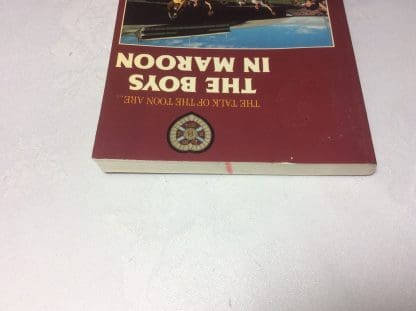 THE TALK OF THE TOON ARE...
THE BOYS
IN MAROON